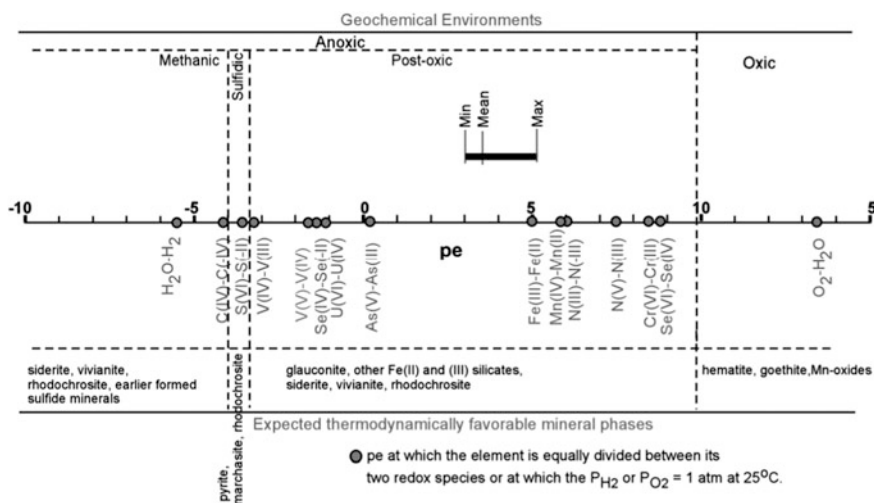 Geochemical Environments
Anoxic
Methanic
Sulfidic
Post-oxic
Oxic
Min
Mean
Max
-10
-5
0
5
10
15
pe
H2O-H2
C(IV)-C(-IV)
S(VI)-S(-II)
V(IV)-V(III)
V(V)-V(IV)
Se(IV)-Se(-II)
U(VI)-U(IV)
As(V)-As(III)
Fe(III)-Fe(II)
Mn(IV)-Mn(II)
N(III)-N(-III)
N(V)-N(III)
Cr(VI)-Cr(III)
Se(VI)-Se(IV)
O2-H2O
siderite, vivianite,
rhodochrosite, earlier formed
sulfide minerals
pyrite,
marchasite, rhodochrosite
glauconite, other Fe(II) and (III) silicates,
siderite, vivianite, rhodochrosite
hematite, goethite,Mn-oxides
Expected thermodynamically favorable mineral phases
pe at which the element is equally divided between its
two redox species or at which the PH2 or PO2 = 1 atm at 25°C.